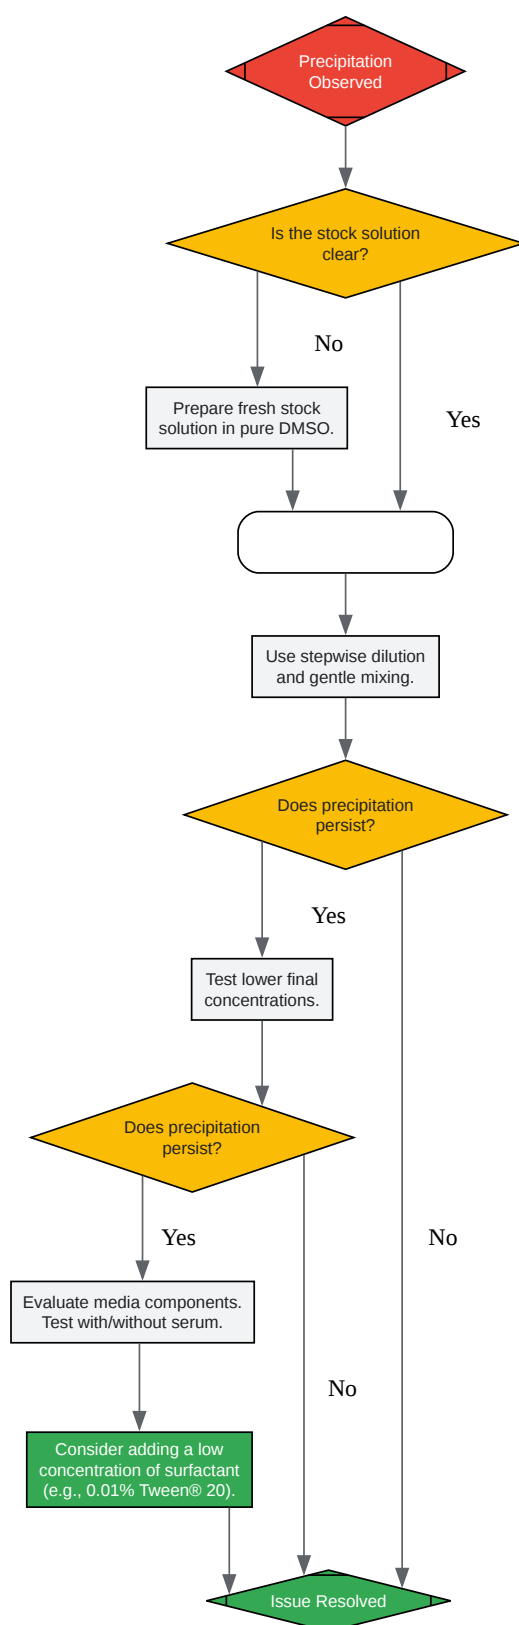 Precipitation
Observed
Is the stock solution
clear?
No
Yes
Prepare fresh stock
solution in pure DMSO.
Use stepwise dilution
and gentle mixing.
Does precipitation
persist?
Yes
Test lower final
concentrations.
Does precipitation
persist?
Yes
No
Evaluate media components.
Test with/without serum.
No
Consider adding a low
concentration of surfactant
(e.g., 0.01% Tween® 20).
Issue Resolved